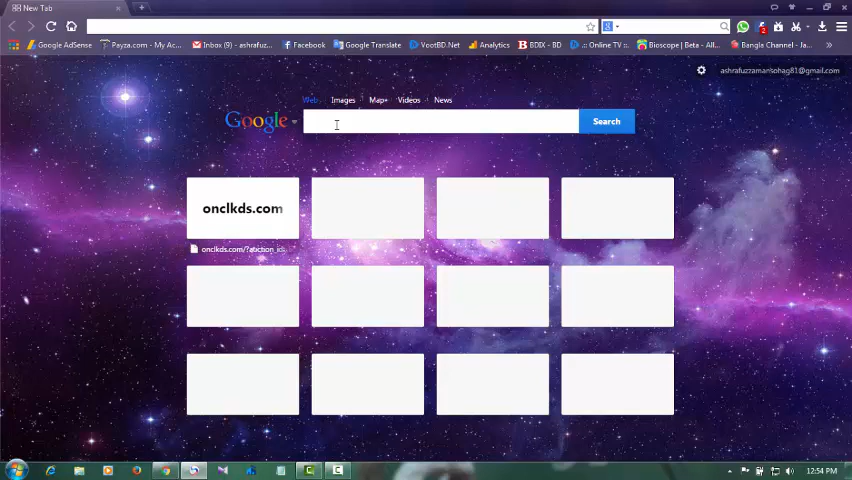 New Tab
Google AdSense
Payza.com - My Ac...
Inbox (9) - ashrafuz...
Facebook
Google Translate
VootBD.Net
Analytics
BDIX - BD
.:: Online TV ::.
Bioscope | Beta - All...
Bangla Channel - Ja...
2
ashrafuzzamansohag81@gmail.com
Web
Images
Map
Videos
News
Google
Search
onclkds.com
onclkds.com/?auction_id
12:54 PM